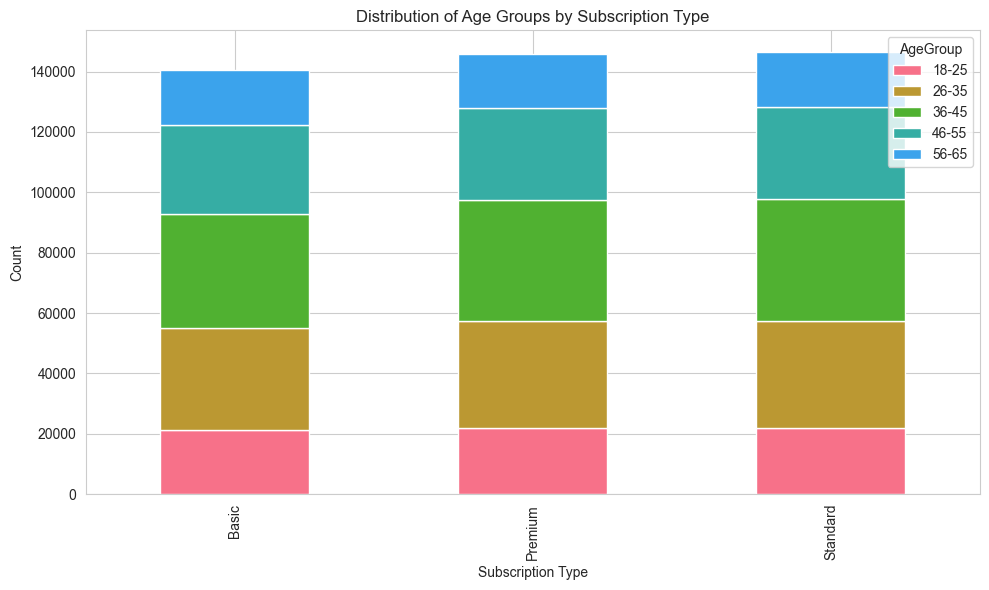 Distribution of Age Groups by Subscription Type
AgeGroup
18-25
26-35
36-45
46-55
56-65
140000
120000
100000
80000
60000
40000
20000
0
Count
Basic
Premium
Standard
Subscription Type